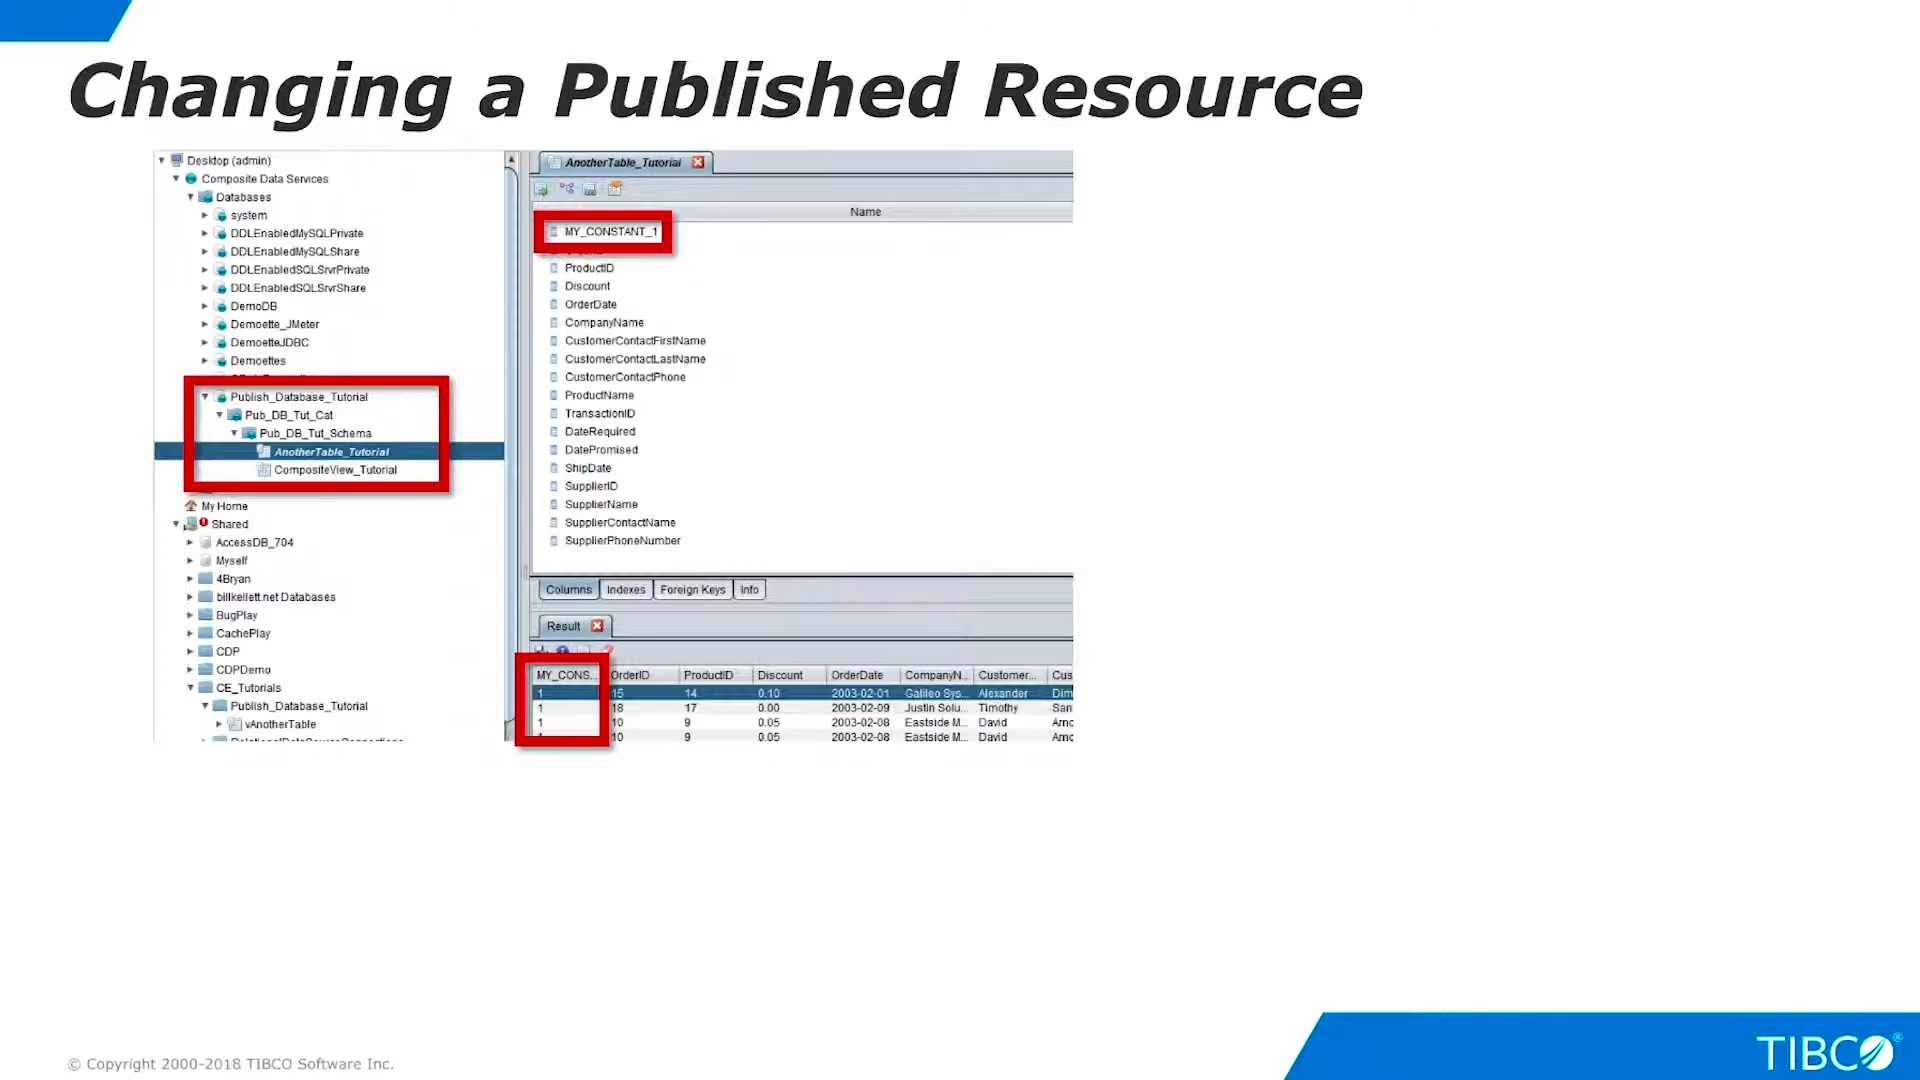 Changing a Published Resource
Desktop (admin)
Composite Data Services
Databases
system
DDLEnabledMySQLPrivate
DDLEnabledMySQLShare
DDLEnabledSQLSrvrPrivate
DDLEnabledSQLSrvrShare
DemoDB
Demoette_JMeter
DemoetteJDBC
Demoettes
Publish_Database_Tutorial
Pub_DB_Tut_Cat
Pub_DB_Tut_Schema
AnotherTable_Tutorial
CompositeView_Tutorial
My Home
Shared
AccessDB_704
Myself
4Bryan
billkellett.net Databases
BugPlay
CachePlay
CDP
CDPDemo
CE_Tutorials
Publish_Database_Tutorial
vAnotherTable
AnotherTable_Tutorial
Name
MY_CONSTANT_1
ProductID
Discount
OrderDate
CompanyName
CustomerContactFirstName
CustomerContactLastName
CustomerContactPhone
ProductName
TransactionID
DateRequired
DatePromised
ShipDate
SupplierID
SupplierName
SupplierContactName
SupplierPhoneNumber
Columns Indexes Foreign Keys Info
Result
MY_CONS... OrderID ProductID Discount OrderDate CompanyN... Customer... Cus
1 15 14 0.10 2003-02-01 Galileo Sys... Alexander Dim
1 18 17 0.00 2003-02-09 Justin Solu... Timothy San
1 10 9 0.05 2003-02-08 Eastside M... David Arno
10 9 0.05 2003-02-08 Eastside M... David Arno
© Copyright 2000-2018 TIBCO Software Inc.
TIBCO®